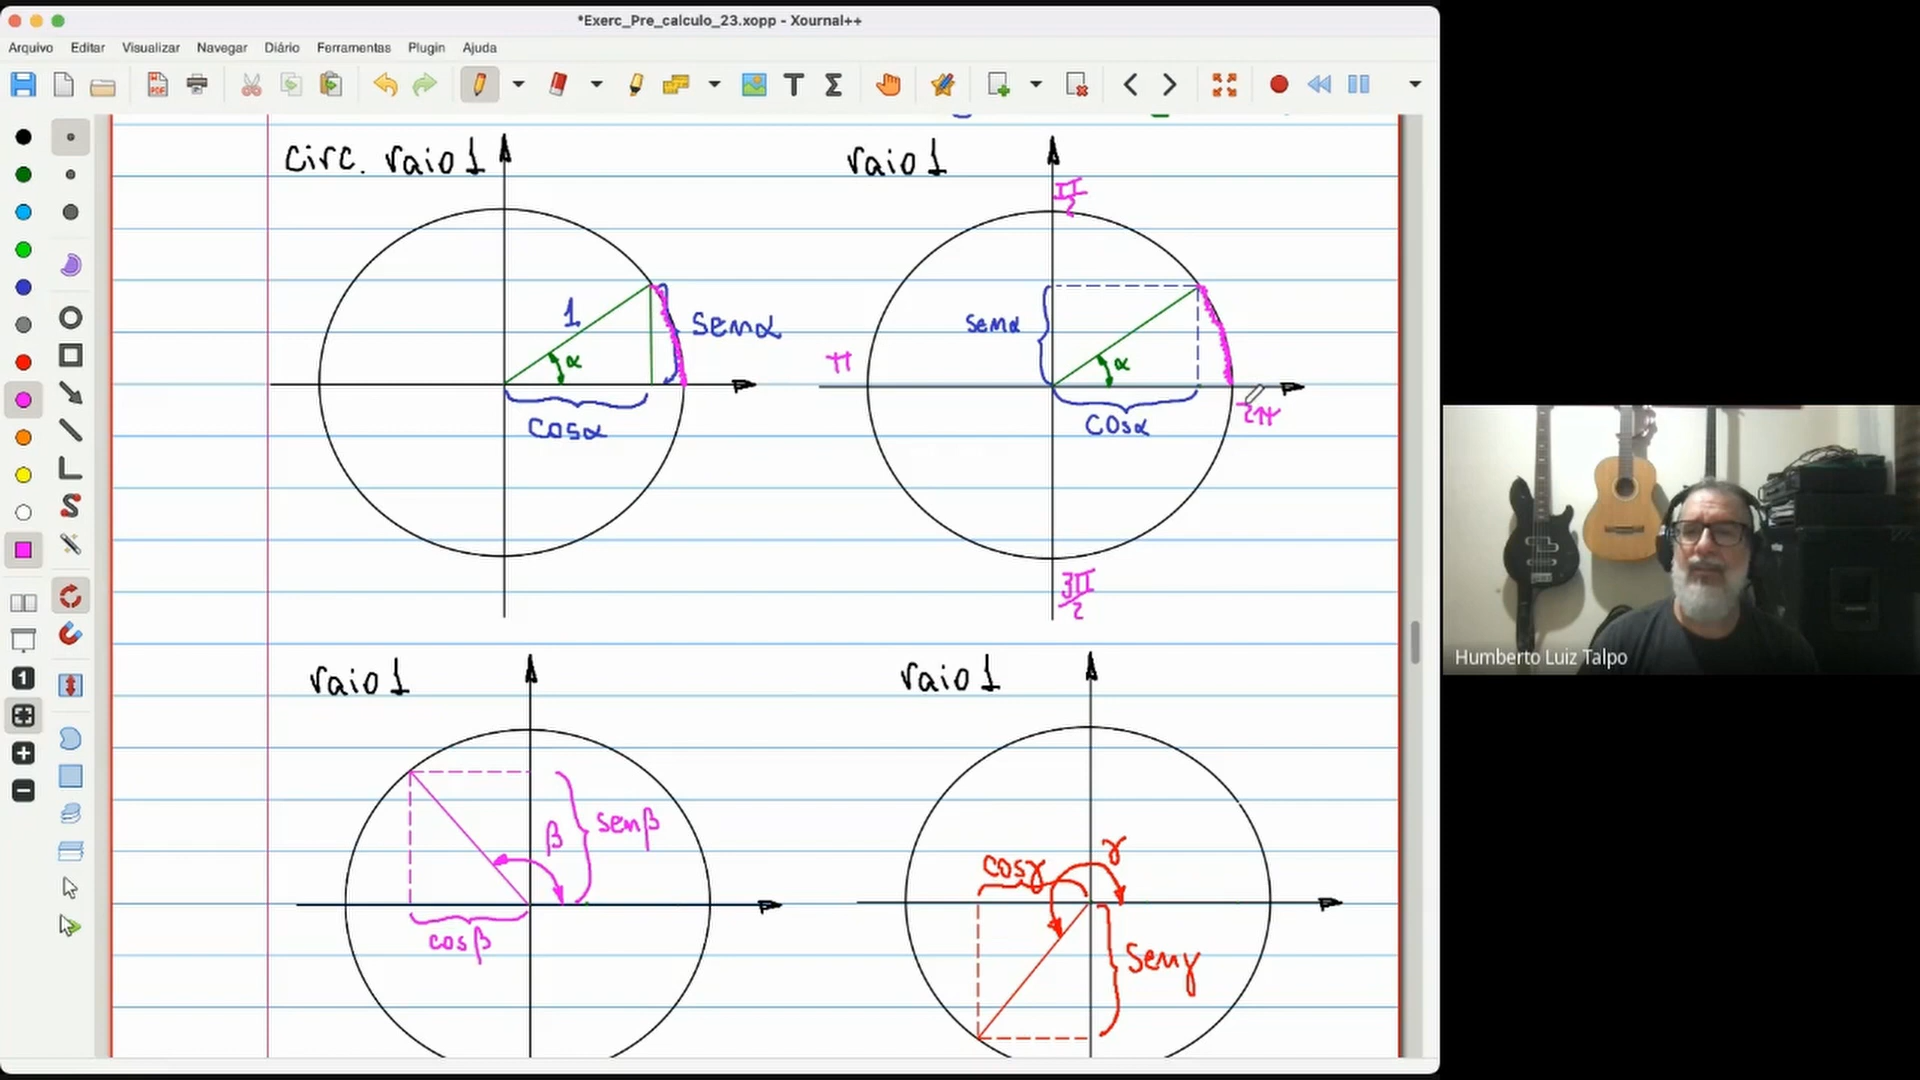 *Exerc_Pre_calculo_23.xopp - Xournal++
Arquivo Editar Visualizar Navegar Diário Ferramentas Plugin Ajuda
circ. raio 1
raio 1
π/2
1
senα
α
cosα
senα
π
α
cosα
2π
3π/2
raio 1
raio 1
β
senβ
cosβ
cosγ
γ
senγ
Humberto Luiz Talpo